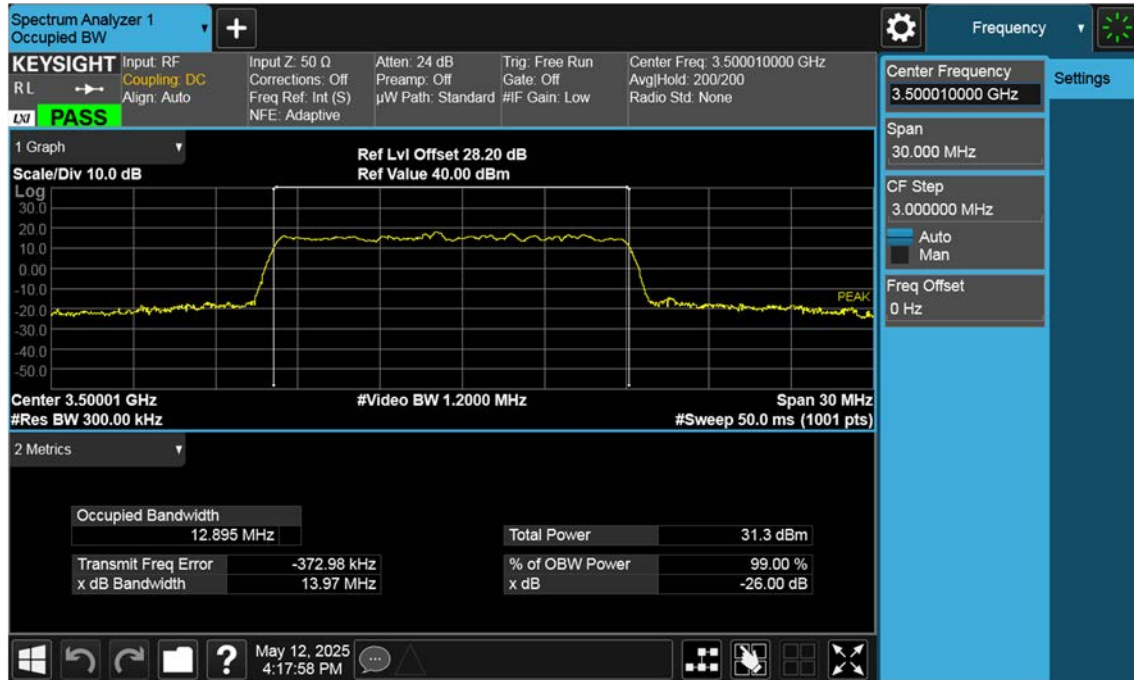 Spectrum Analyzer 1
Occupied BW
+
Frequency
KEYSIGHT
R L
LXI PASS
Input: RF
Coupling: DC
Align: Auto
Input Z: 50 Ω
Corrections: Off
Freq Ref: Int (S)
NFE: Adaptive
Atten: 24 dB
Preamp: Off
µW Path: Standard
Trig: Free Run
Gate: Off
#IF Gain: Low
Center Freq: 3.500010000 GHz
Avg|Hold: 200/200
Radio Std: None
Center Frequency
3.500010000 GHz
Settings
Span
30.000 MHz
CF Step
3.000000 MHz
Auto
Man
Freq Offset
0 Hz
1 Graph
Scale/Div 10.0 dB
Ref Lvl Offset 28.20 dB
Ref Value 40.00 dBm
Log
30.0
20.0
10.0
0.00
-10.0
-20.0
-30.0
-40.0
-50.0
PEAK
Center 3.50001 GHz
#Video BW 1.2000 MHz
Span 30 MHz
#Res BW 300.00 kHz
#Sweep 50.0 ms (1001 pts)
2 Metrics
Occupied Bandwidth
12.895 MHz
Total Power 31.3 dBm
Transmit Freq Error -372.98 kHz
% of OBW Power 99.00 %
x dB Bandwidth 13.97 MHz
x dB -26.00 dB
?
May 12, 2025
4:17:58 PM